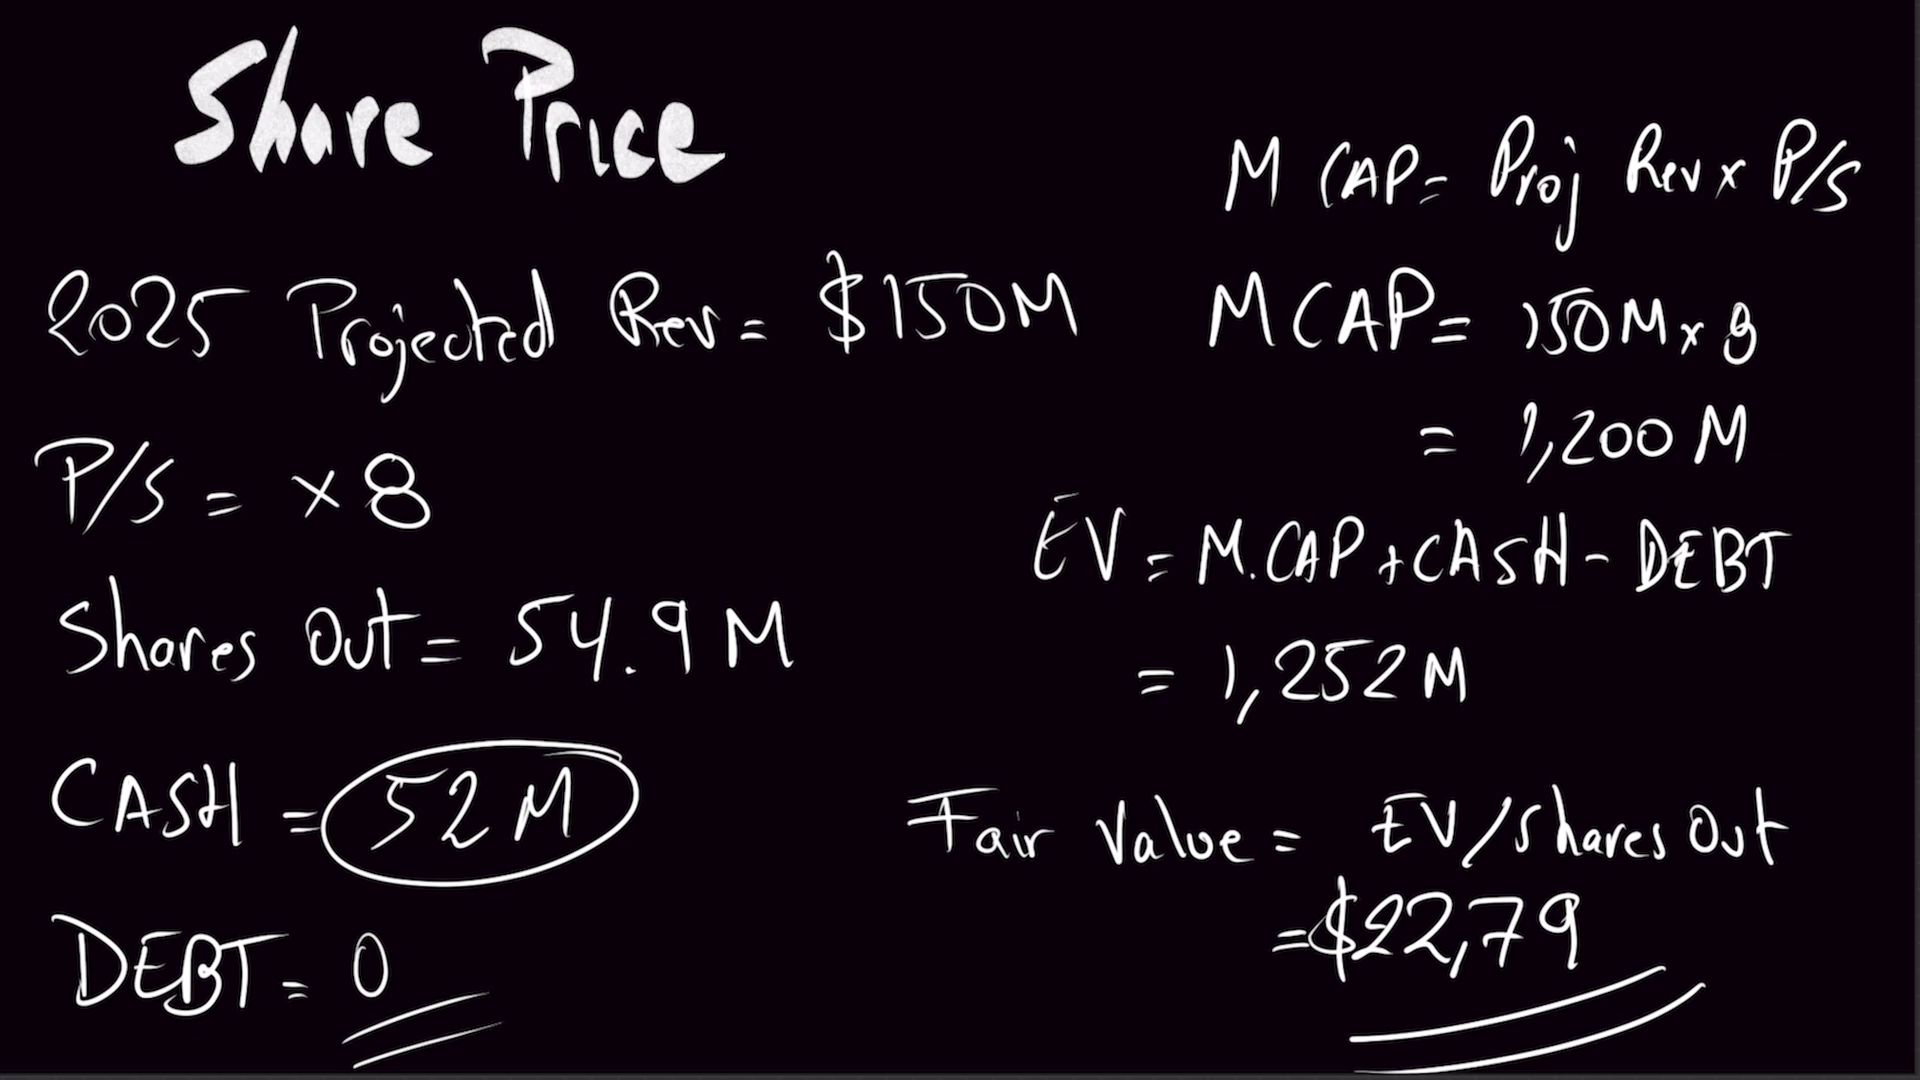 Share Price
2025 Projected Rev = $150M
P/S = x 8
Shares Out = 54.9 M
CASH = 52 M
DEBT = 0
M CAP = Proj Rev x P/S
M CAP = 150M x 8
= 1,200 M
EV = M.CAP + CASH - DEBT
= 1,252 M
Fair Value = EV/Shares Out
= $22,79